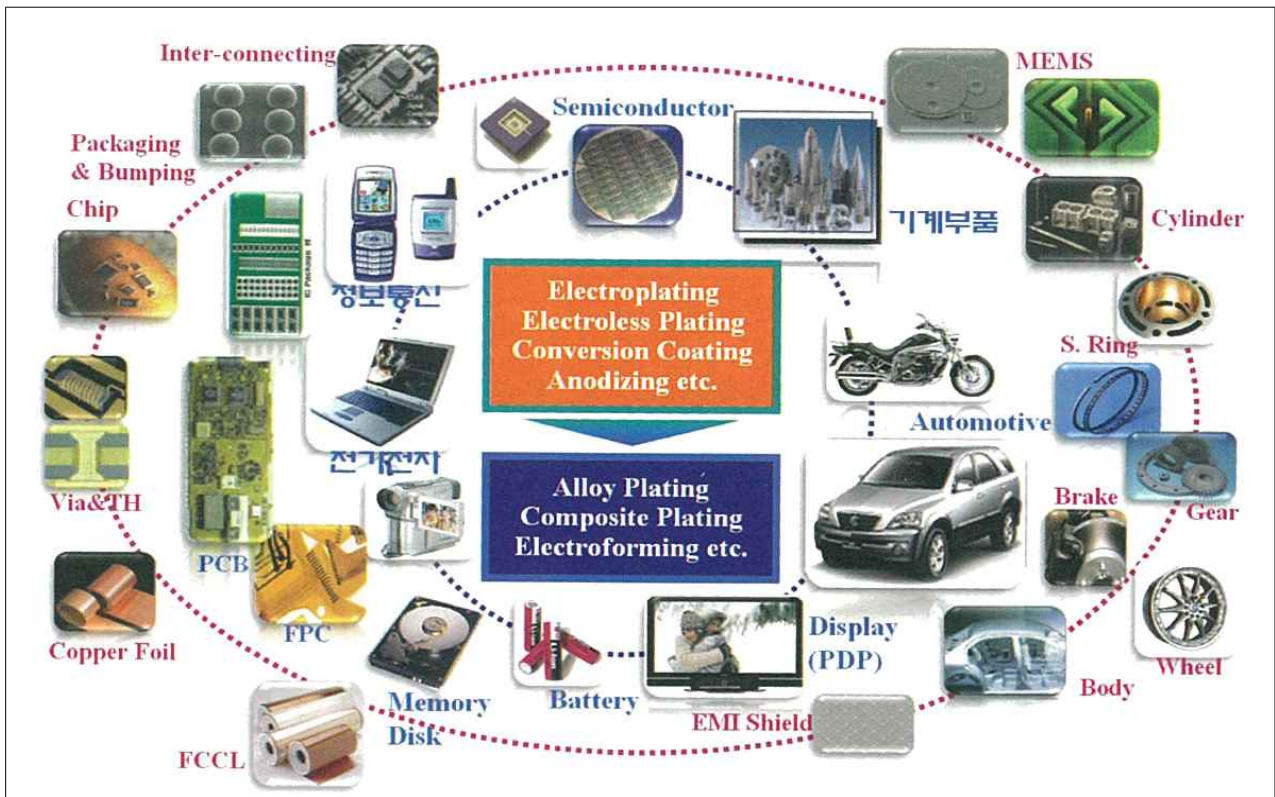 Inter-connecting
MEMS
Semiconductor
Packaging
& Bumping
Chip
Cylinder
기계부품
정보통신
IC Package
Electroplating
Electroless Plating
Conversion Coating
Anodizing etc.
S. Ring
Automotive
전기전자
Alloy Plating
Composite Plating
Electroforming etc.
Via&TH
Brake
Gear
PCB
FPC
Copper Foil
Display
(PDP)
Wheel
Body
Memory
Disk
Battery
EMI Shield
FCCL